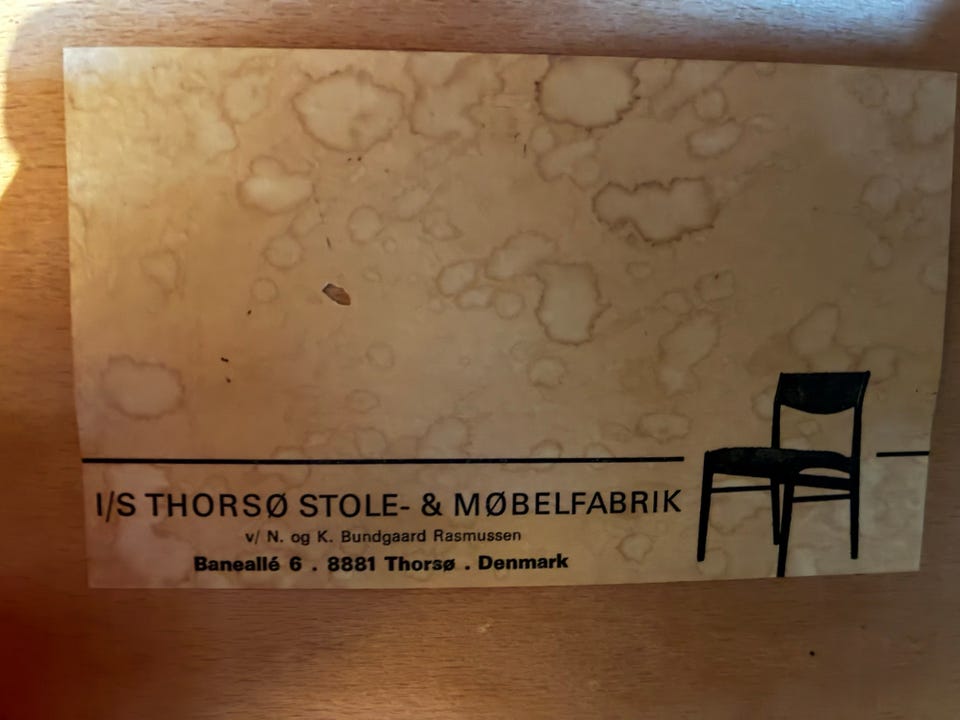 I/S THORSØ STOLE- & MØBELFABRIK
v/ N. og K. Bundgaard Rasmussen
Baneallé 6 . 8881 Thorsø . Denmark